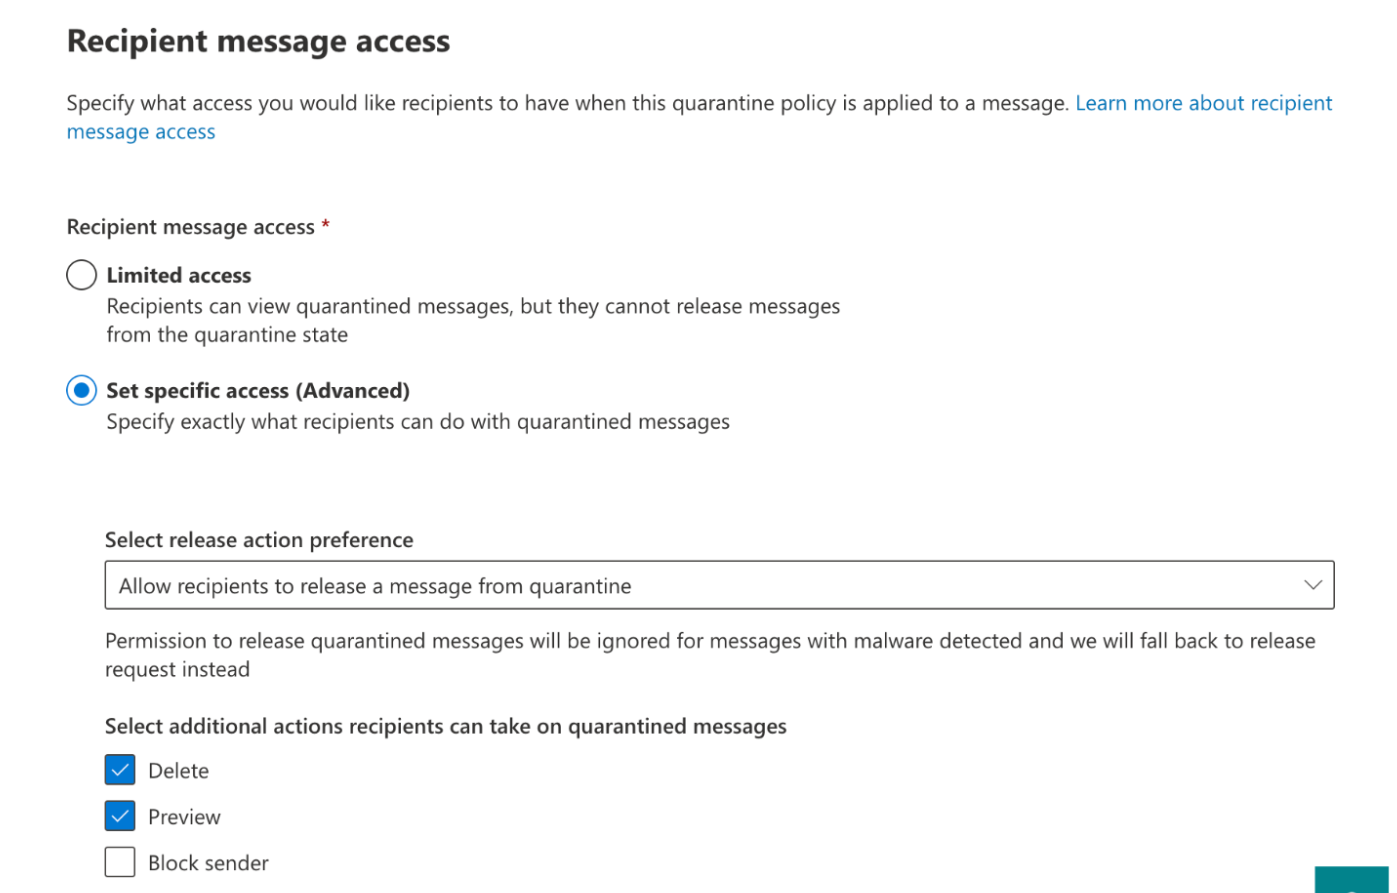 Recipient message access
Specify what access you would like recipients to have when this quarantine policy is applied to a message. Learn more about recipient
message access
Recipient message access *
Limited access
Recipients can view quarantined messages, but they cannot release messages
from the quarantine state
Set specific access (Advanced)
Specify exactly what recipients can do with quarantined messages
Select release action preference
Allow recipients to release a message from quarantine
Permission to release quarantined messages will be ignored for messages with malware detected and we will fall back to release
request instead
Select additional actions recipients can take on quarantined messages
Delete
Preview
Block sender